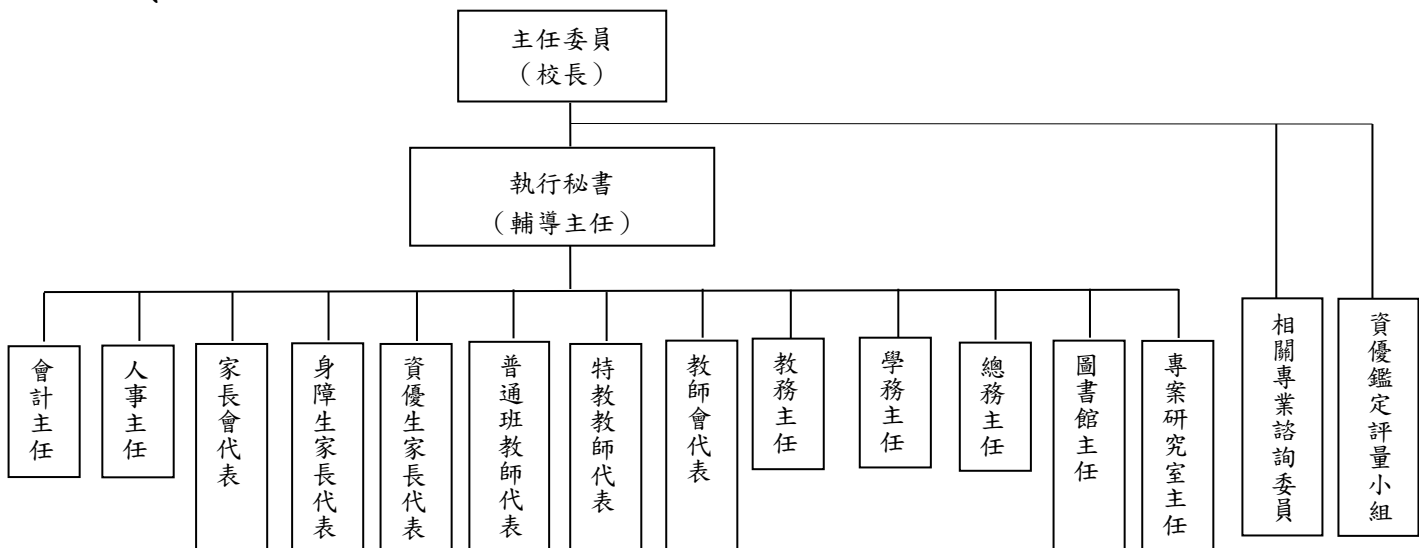 主任委員
（校長）
執行秘書
（輔導主任）
會計主任
人事主任
家長會代表
身障生家長代表
資優生家長代表
普通班教師代表
特教教師代表
教師會代表
教務主任
學務主任
總務主任
圖書館主任
專案研究室主任
相關專業諮詢委員
資優鑑定評量小組